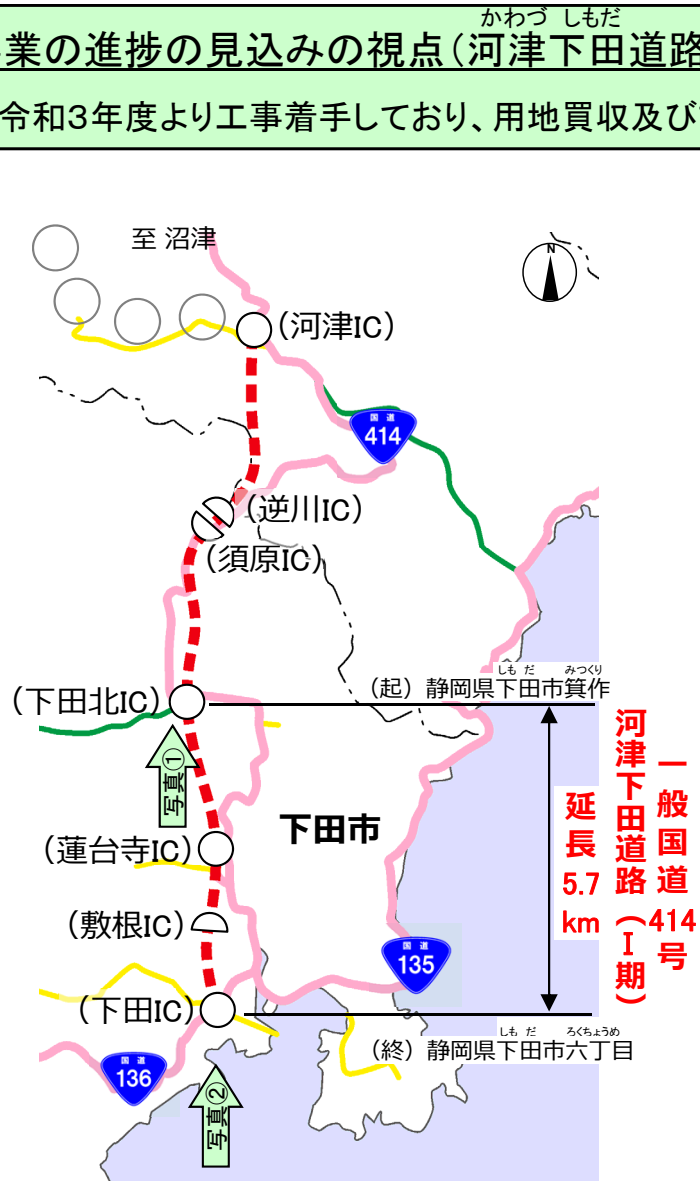 かわづ しもだ
業の進捗の見込みの視点（河津下田道路
令和3年度より工事着手しており、用地買収及び
至 沼津
N
（河津IC）
国道
414
（逆川IC）
（須原IC）
しもだ みつくり
（下田北IC）
（起） 静岡県下田市箕作
写真①
一般国道414号
河津下田道路（Ⅰ期）
延長5.7km
下田市
（蓮台寺IC）
（敷根IC）
国道
135
（下田IC）
しもだ ろくちょうめ
（終） 静岡県下田市六丁目
国道
136
写真②